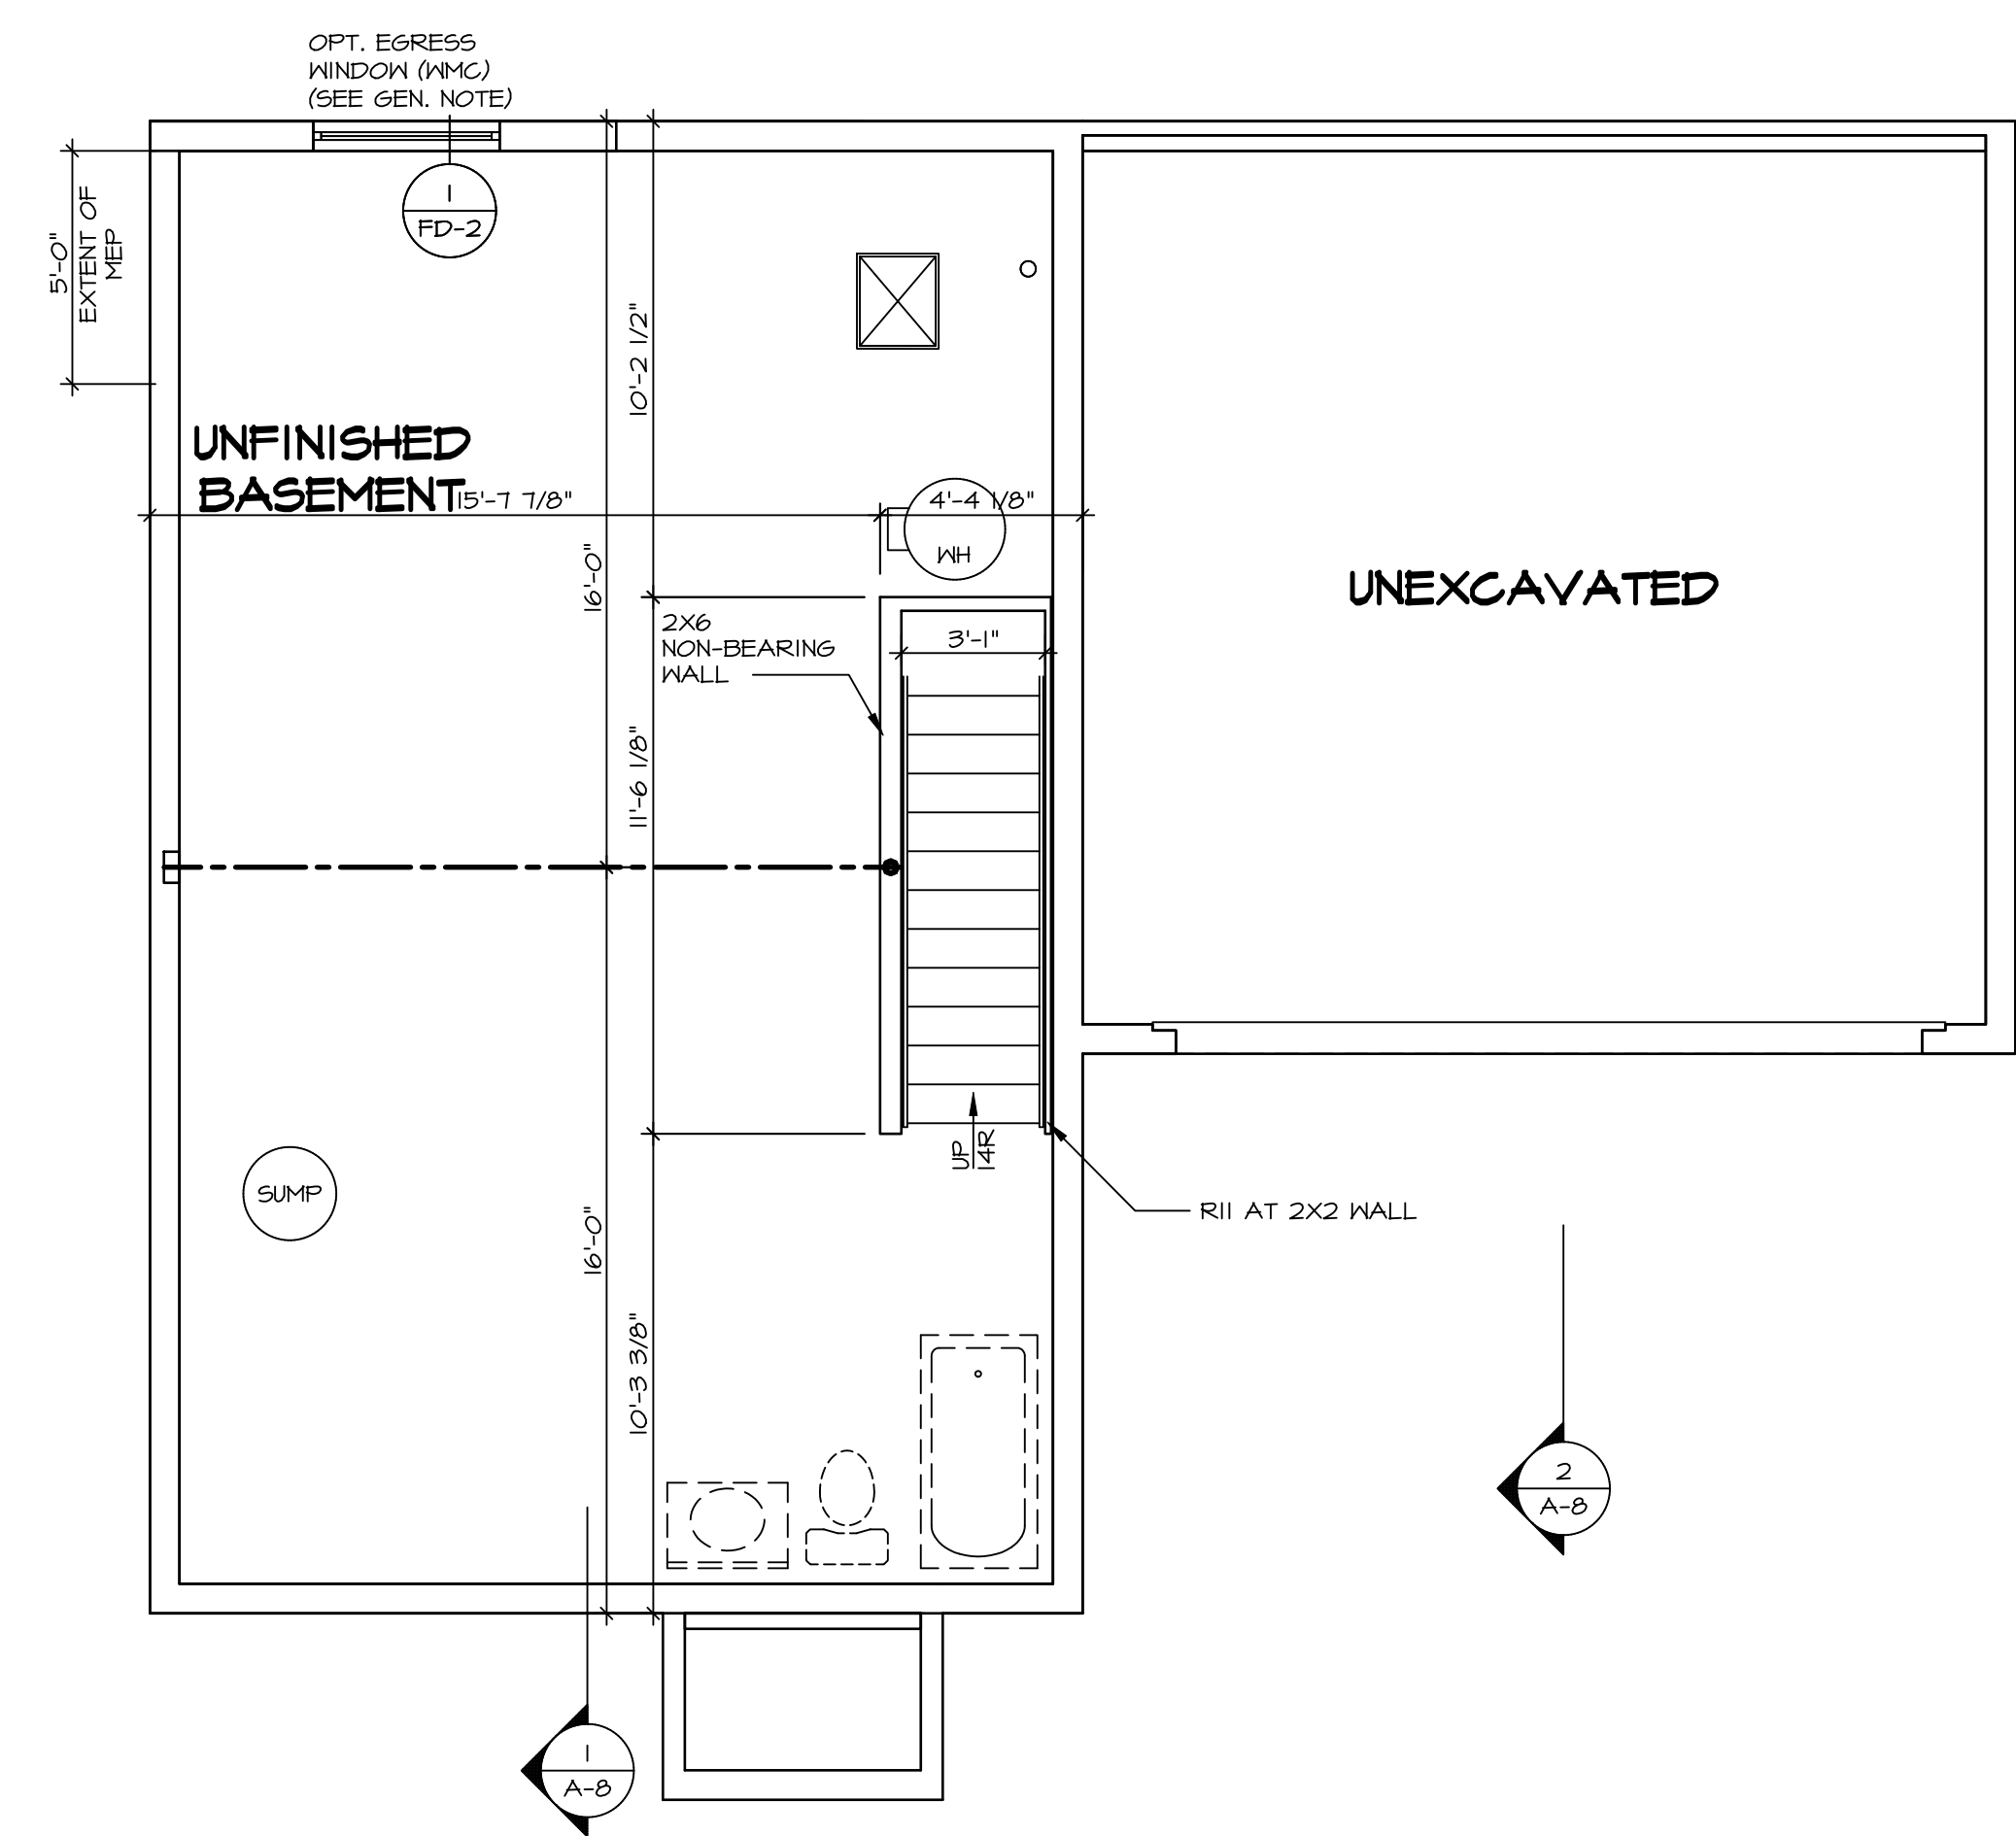 OPT. EGRESS
WINDOW (WMC)
(SEE GEN. NOTE)
1
FD-2
5'-0"
EXTENT OF
MEP
10'-2 1/2"
UNFINISHED
BASEMENT
15'-7 7/8"
4'-4 1/8"
WH
16'-0"
UNEXCAVATED
2X6
NON-BEARING
WALL
3'-1"
11'-6 1/8"
UP
14R
SUMP
R11 AT 2X2 WALL
16'-0"
10'-3 3/8"
2
A-8
1
A-8